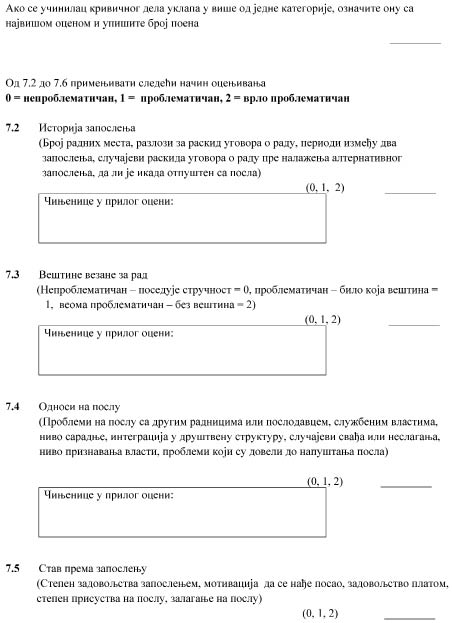 Ако се учинилац кривичног дела уклапа у више од једне категорије, означите ону са
највишом оценом и упишите број поена
Од 7.2 до 7.6 примењивати следећи начин оцењивања
0 = непроблематичан, 1 = проблематичан, 2 = врло проблематичан
7.2 Историја запослења
(Број радних места, разлози за раскид уговора о раду, периоди између два
запослења, случајеви раскида уговора о раду пре налажења алтернативног
запослења, да ли је икада отпуштен са посла)
(0, 1, 2)
Чињенице у прилог оцени:
7.3 Вештине везане за рад
(Непроблематичан – поседује стручност = 0, проблематичан – било која вештина =
1, веома проблематичан – без вештина = 2)
(0, 1, 2)
Чињенице у прилог оцени:
7.4 Односи на послу
(Проблеми на послу са другим радницима или послодавцем, службеним властима,
ниво сарадње, интеграција у друштвену структуру, случајеви свађа или неслагања,
ниво признавања власти, проблеми који су довели до напуштања посла)
(0, 1, 2)
Чињенице у прилог оцени:
7.5 Став према запослењу
(Степен задовољства запослењем, мотивација да се нађе посао, задовољство платом,
степен присуства на послу, залагање на послу)
(0, 1, 2)